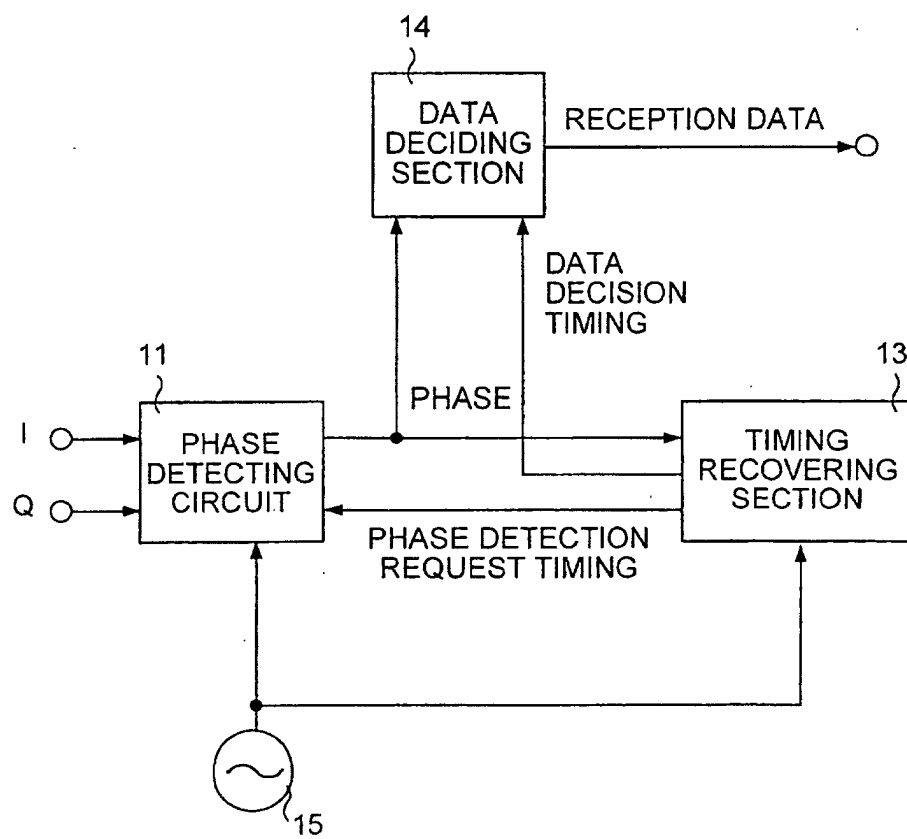 14
DATA
DECIDING
SECTION
RECEPTION DATA
DATA
DECISION
TIMING
11
13
I
Q
PHASE
DETECTING
CIRCUIT
PHASE
TIMING
RECOVERING
SECTION
PHASE DETECTION
REQUEST TIMING
15